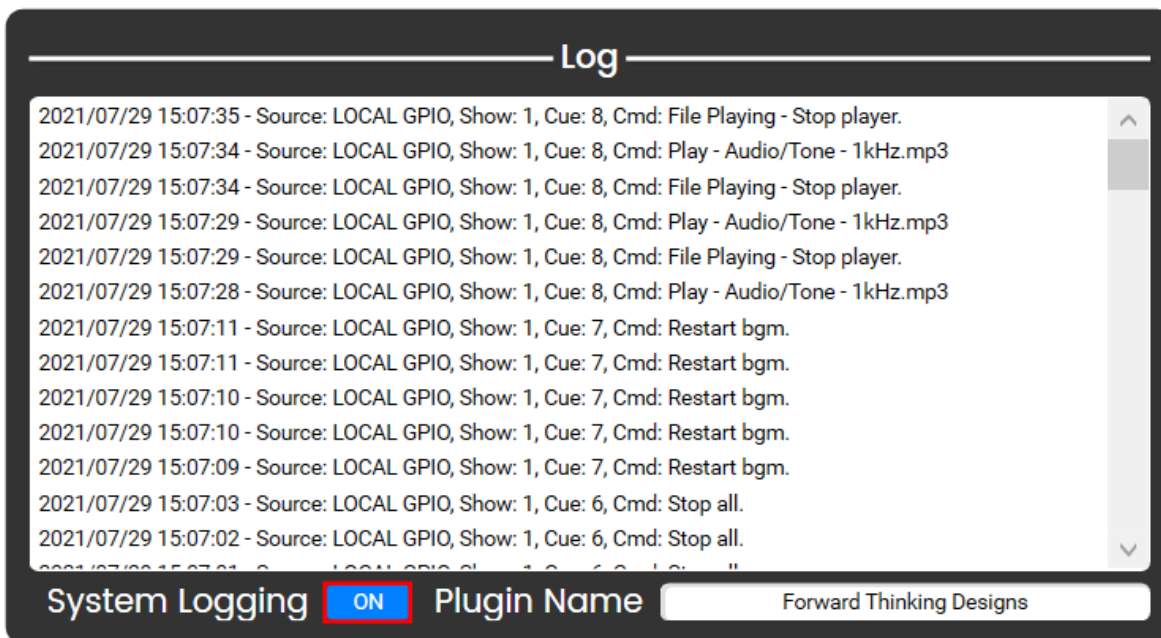 Log
2021/07/29 15:07:35 - Source: LOCAL GPIO, Show: 1, Cue: 8, Cmd: File Playing - Stop player.
2021/07/29 15:07:34 - Source: LOCAL GPIO, Show: 1, Cue: 8, Cmd: Play - Audio/Tone - 1kHz.mp3
2021/07/29 15:07:34 - Source: LOCAL GPIO, Show: 1, Cue: 8, Cmd: File Playing - Stop player.
2021/07/29 15:07:29 - Source: LOCAL GPIO, Show: 1, Cue: 8, Cmd: Play - Audio/Tone - 1kHz.mp3
2021/07/29 15:07:29 - Source: LOCAL GPIO, Show: 1, Cue: 8, Cmd: File Playing - Stop player.
2021/07/29 15:07:28 - Source: LOCAL GPIO, Show: 1, Cue: 8, Cmd: Play - Audio/Tone - 1kHz.mp3
2021/07/29 15:07:11 - Source: LOCAL GPIO, Show: 1, Cue: 7, Cmd: Restart bgm.
2021/07/29 15:07:11 - Source: LOCAL GPIO, Show: 1, Cue: 7, Cmd: Restart bgm.
2021/07/29 15:07:10 - Source: LOCAL GPIO, Show: 1, Cue: 7, Cmd: Restart bgm.
2021/07/29 15:07:10 - Source: LOCAL GPIO, Show: 1, Cue: 7, Cmd: Restart bgm.
2021/07/29 15:07:09 - Source: LOCAL GPIO, Show: 1, Cue: 7, Cmd: Restart bgm.
2021/07/29 15:07:03 - Source: LOCAL GPIO, Show: 1, Cue: 6, Cmd: Stop all.
2021/07/29 15:07:02 - Source: LOCAL GPIO, Show: 1, Cue: 6, Cmd: Stop all.
System Logging ON Plugin Name Forward Thinking Designs